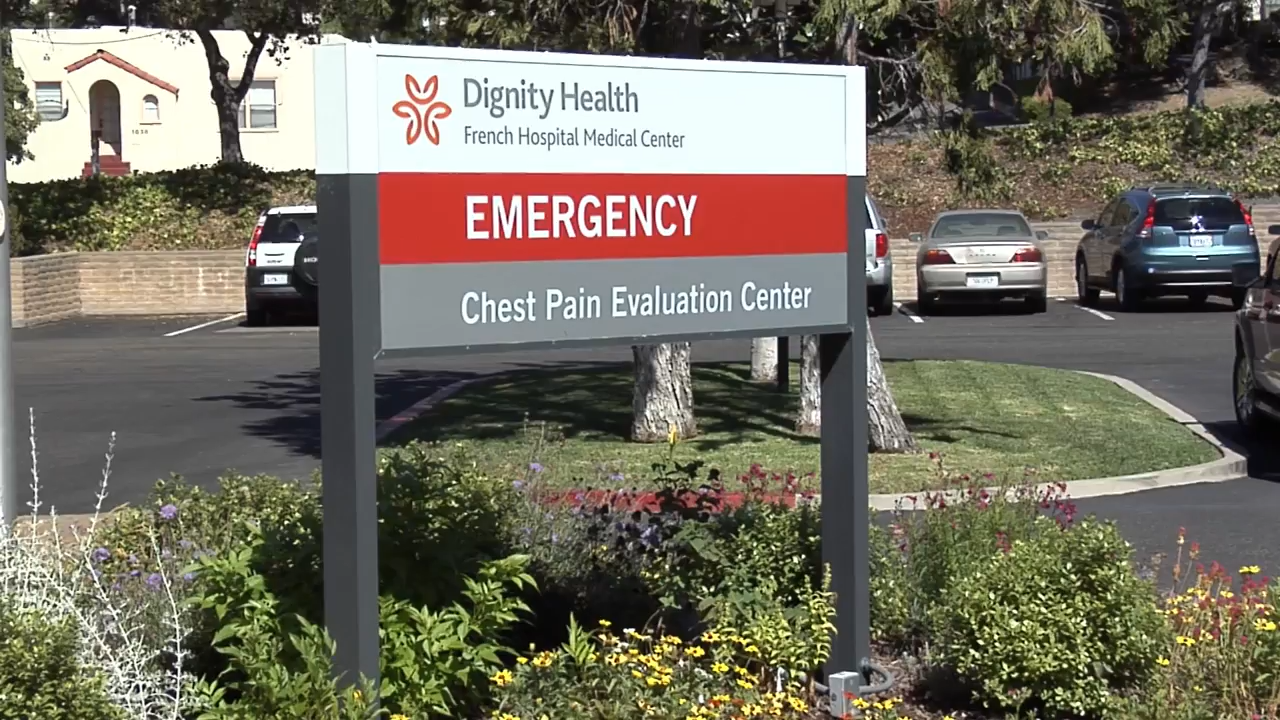 Dignity Health
French Hospital Medical Center
EMERGENCY
Chest Pain Evaluation Center